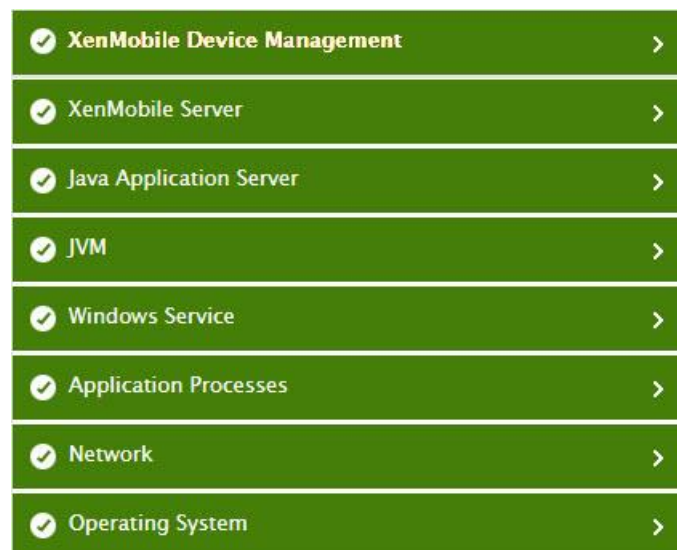 XenMobile Device Management
XenMobile Server
Java Application Server
JVM
Windows Service
Application Processes
Network
Operating System